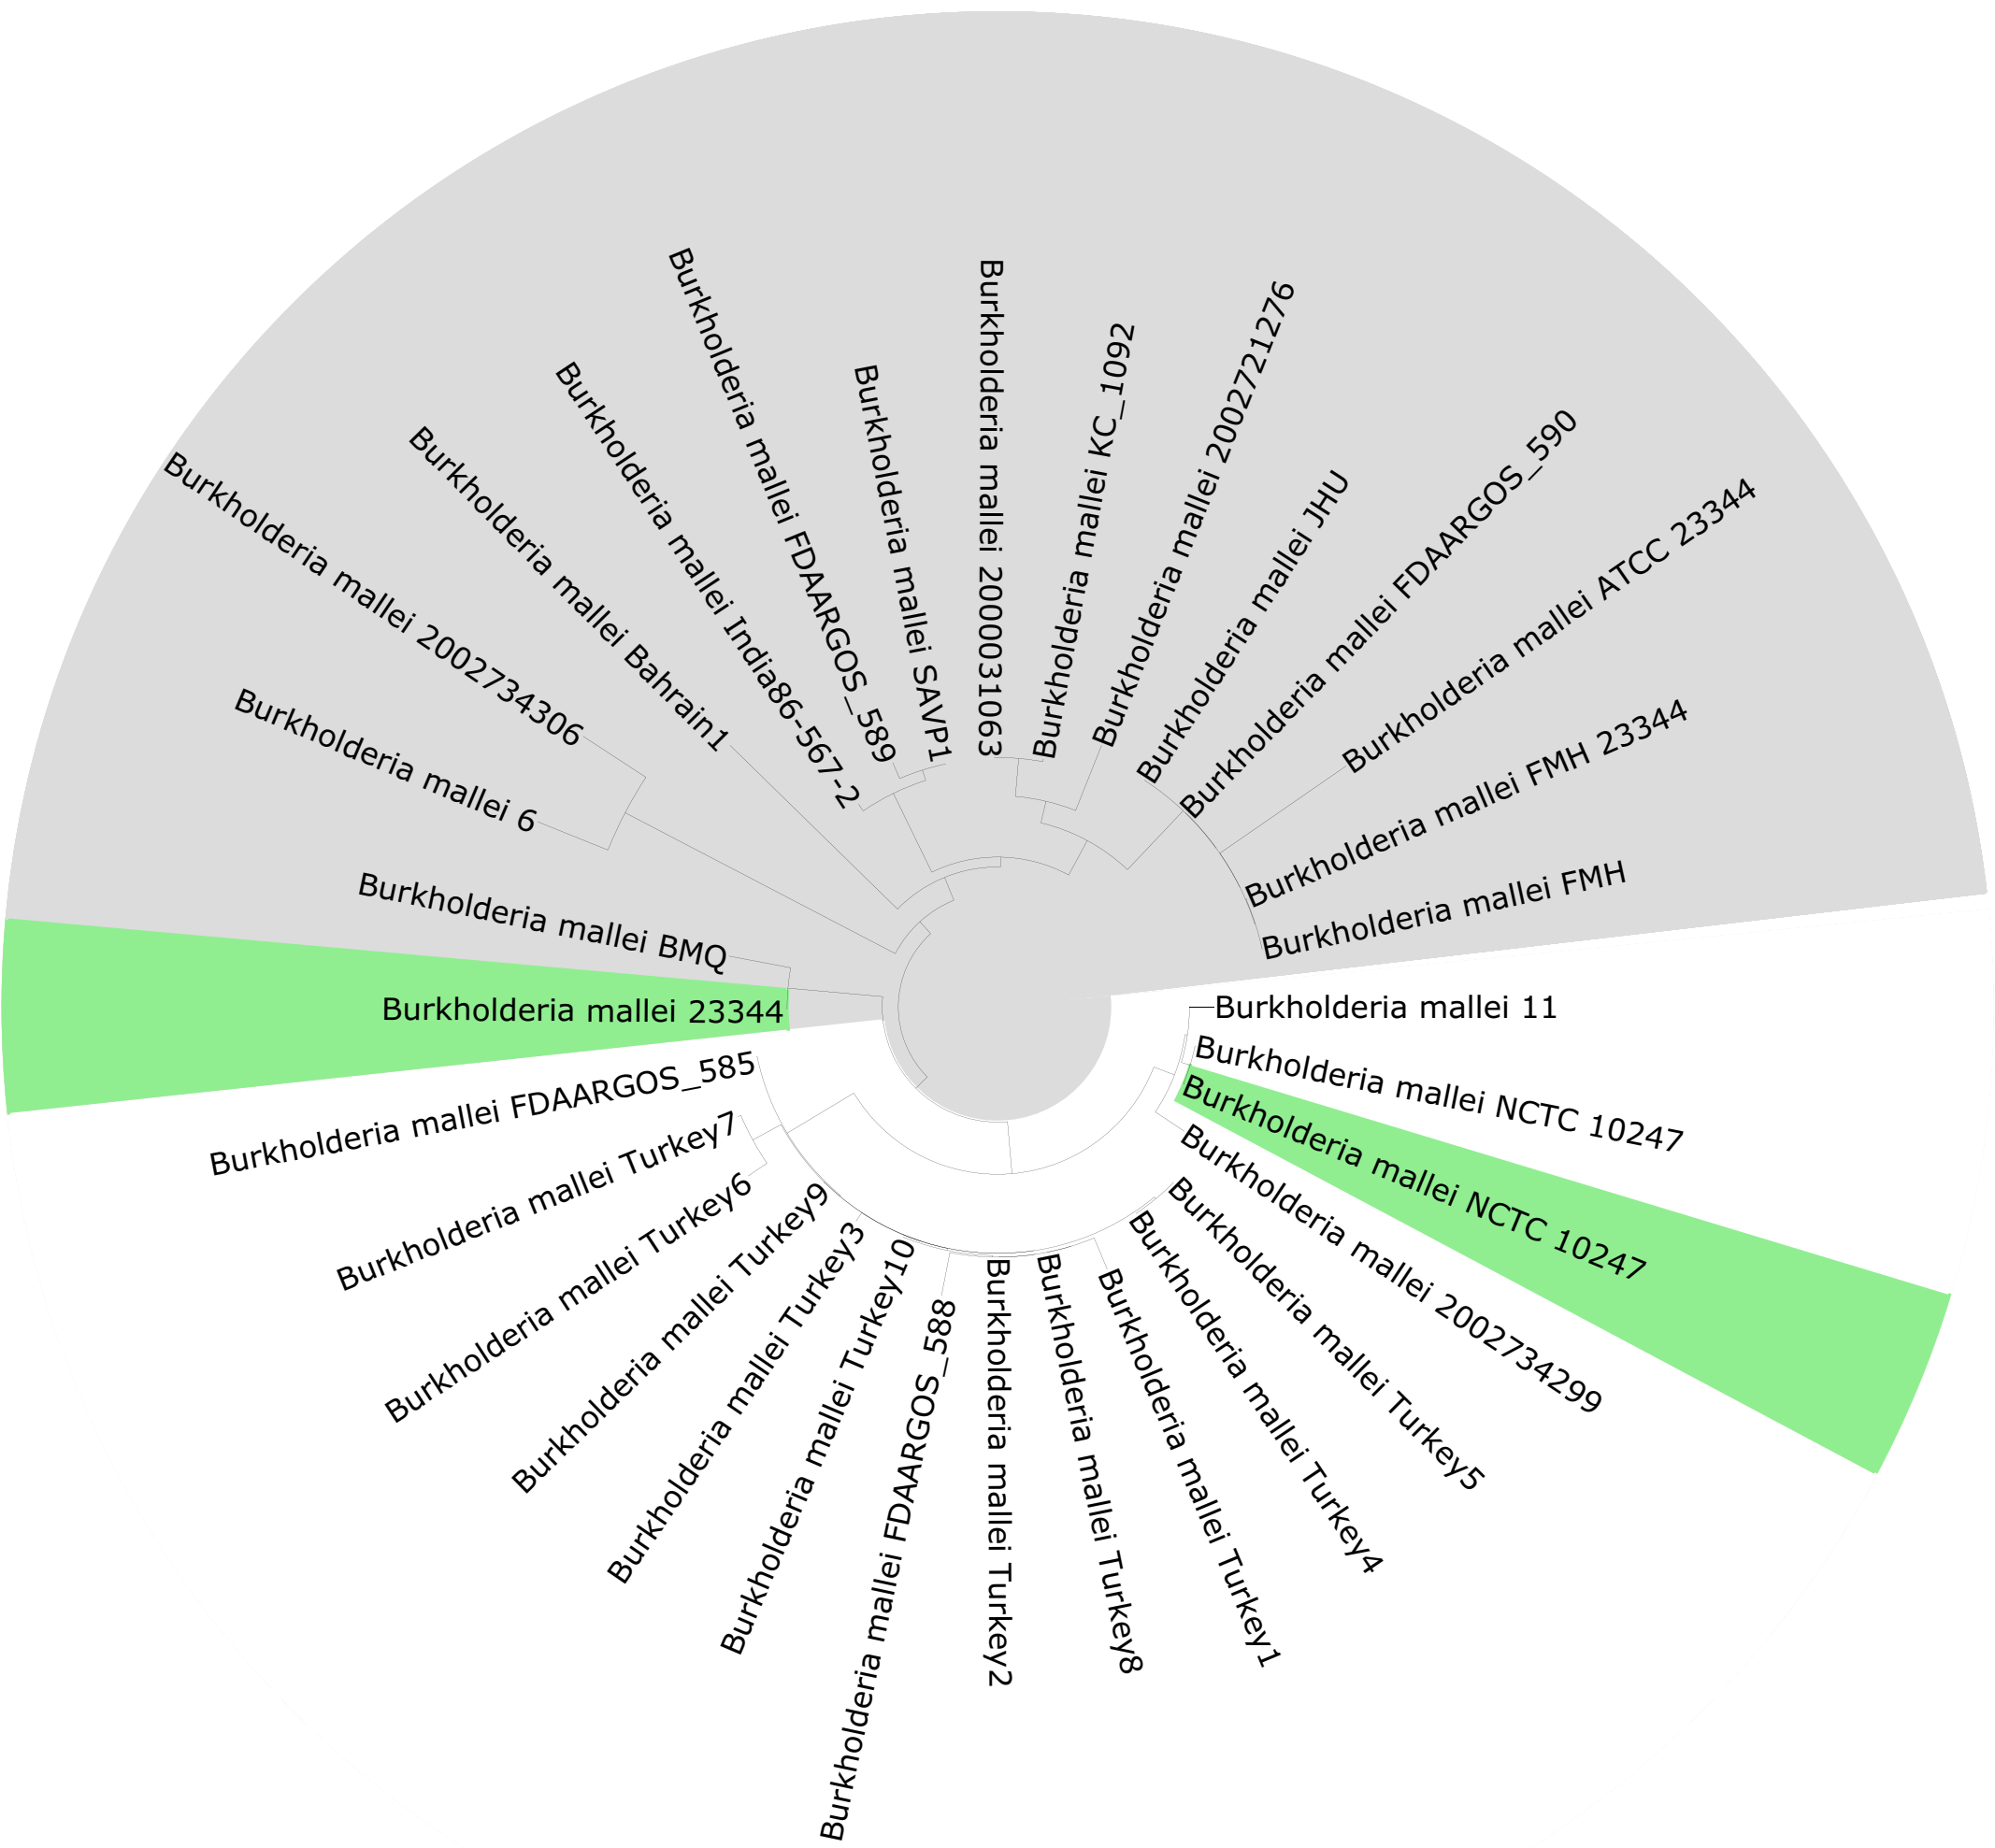 Burkholderia mallei 2000031063
Burkholderia mallei KC_1092
Burkholderia mallei 2002721276
Burkholderia mallei JHU
Burkholderia mallei FDAARGOS_590
Burkholderia mallei ATCC 23344
Burkholderia mallei FMH 23344
Burkholderia mallei FMH
Burkholderia mallei 11
Burkholderia mallei NCTC 10247
Burkholderia mallei NCTC 10247
Burkholderia mallei 2002734299
Burkholderia mallei Turkey5
Burkholderia mallei Turkey4
Burkholderia mallei Turkey1
Burkholderia mallei Turkey8
Burkholderia mallei Turkey2
Burkholderia mallei FDAARGOS_588
Burkholderia mallei Turkey10
Burkholderia mallei Turkey3
Burkholderia mallei Turkey9
Burkholderia mallei Turkey6
Burkholderia mallei Turkey7
Burkholderia mallei FDAARGOS_585
Burkholderia mallei 23344
Burkholderia mallei BMQ
Burkholderia mallei 6
Burkholderia mallei 2002734306
Burkholderia mallei Bahrain1
Burkholderia mallei India86-567-2
Burkholderia mallei FDAARGOS_589
Burkholderia mallei SAVP1